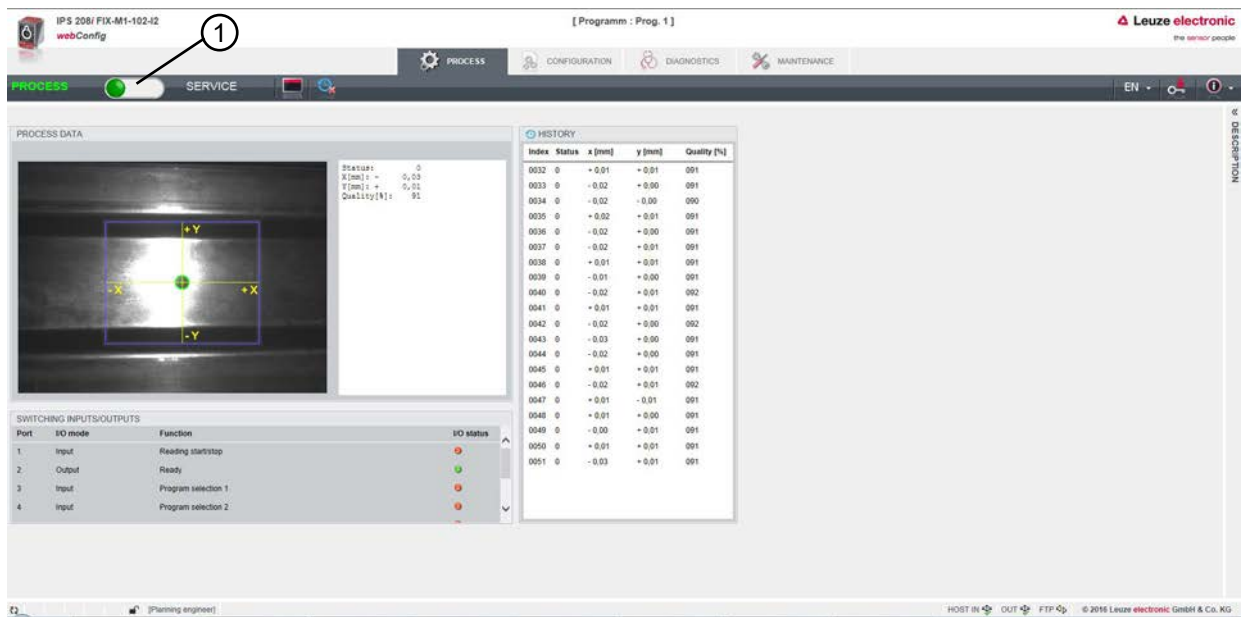 IPS 208i FIX-M1-102-I2
webConfig
1
[ Programm : Prog. 1 ]
Leuze electronic
the sensor people
PROCESS
CONFIGURATION
DIAGNOSTICS
MAINTENANCE
PROCESS
SERVICE
EN
DESCRIPTION
PROCESS DATA
Status: 0
X[mm]: - 0,03
Y[mm]: + 0,01
Quality[%]: 91
+Y
-X
+X
-Y
HISTORY
Index Status x [mm] y [mm] Quality [%]
0032 0 + 0,01 + 0,01 091
0033 0 - 0,02 + 0,00 091
0034 0 - 0,02 - 0,00 090
0035 0 + 0,02 + 0,01 091
0036 0 - 0,02 + 0,00 091
0037 0 - 0,02 + 0,01 091
0038 0 + 0,01 + 0,01 091
0039 0 - 0,01 + 0,00 091
0040 0 - 0,02 + 0,01 092
0041 0 + 0,01 + 0,01 091
0042 0 - 0,02 + 0,00 092
0043 0 - 0,03 + 0,00 091
0044 0 - 0,02 + 0,00 091
0045 0 + 0,01 + 0,01 091
0046 0 - 0,02 + 0,01 092
0047 0 + 0,01 - 0,01 091
0048 0 + 0,01 + 0,00 091
0049 0 - 0,00 + 0,01 091
0050 0 + 0,01 + 0,01 091
0051 0 - 0,03 + 0,01 091
SWITCHING INPUTS/OUTPUTS
Port I/O mode Function I/O status
1 Input Reading start/stop
2 Output Ready
3 Input Program selection 1
4 Input Program selection 2
[Planning engineer]
HOST IN OUT FTP © 2016 Leuze electronic GmbH & Co. KG